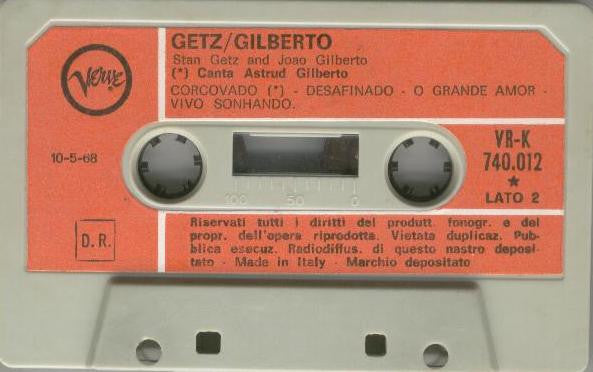 GETZ/GILBERTO
Stan Getz and Joao Gilberto
(*) Canta Astrud Gilberto
Verve
CORCOVADO (*) - DESAFINADO - O GRANDE AMOR -
VIVO SONHANDO.
10-5-68
VR-K
740.012
★
LATO 2
100 50 0
D.R.
Riservati tutti i diritti del produtt. fonogr. e del
propr. dell'opera riprodotta. Vietata duplicaz. Pub-
blica esecuz. Radiodiffus. di questo nastro deposi-
tato - Made in Italy - Marchio depositato